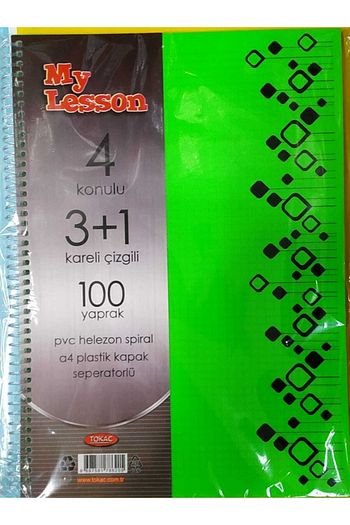 My
Lesson
4
konulu
3+1
kareli çizgili
100
yaprak
pvc helezon spiral
a4 plastik kapak
seperatorlü
TOKAÇ
www.tokac.com.tr